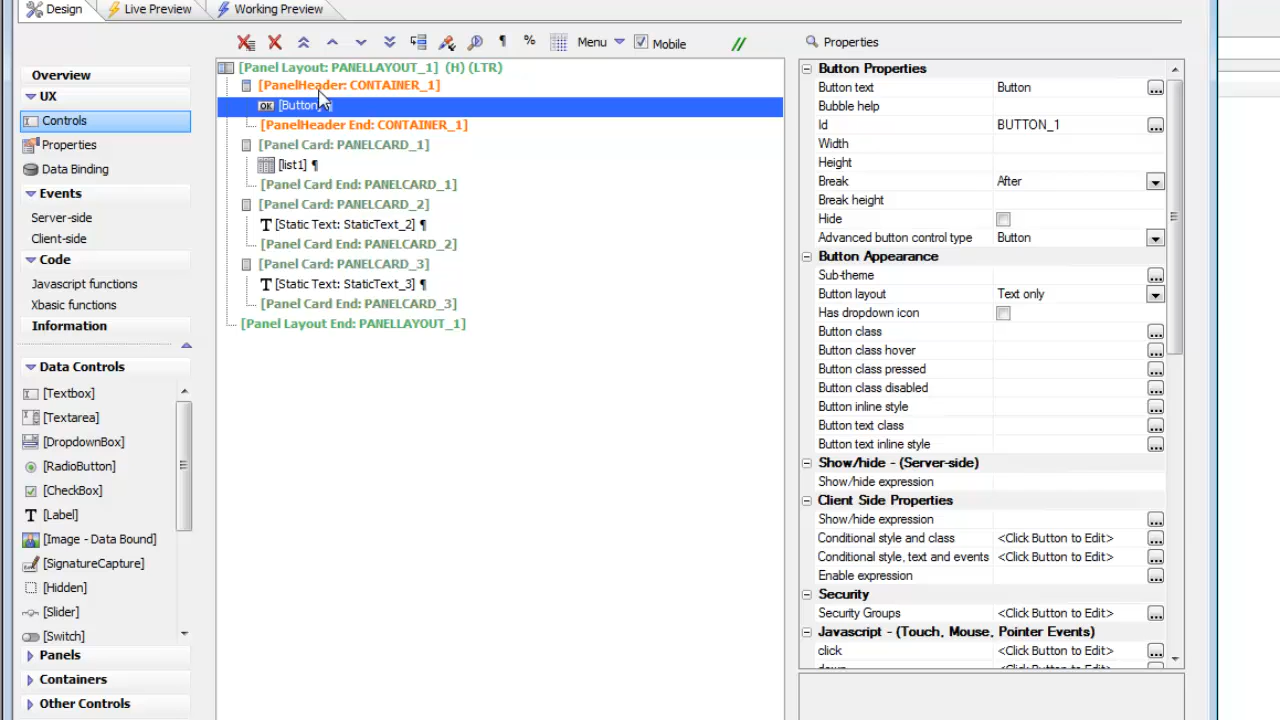 Design
Live Preview
Working Preview
Menu
Mobile
Properties
Overview
UX
Controls
Properties
Data Binding
Events
Server-side
Client-side
Code
Javascript functions
Xbasic functions
Information
Data Controls
[Textbox]
[Textarea]
[DropdownBox]
[RadioButton]
[CheckBox]
[Label]
[Image - Data Bound]
[SignatureCapture]
[Hidden]
[Slider]
[Switch]
Panels
Containers
Other Controls
[Panel Layout: PANELLAYOUT_1] (H) (LTR)
[PanelHeader: CONTAINER_1]
[Button]
[PanelHeader End: CONTAINER_1]
[Panel Card: PANELCARD_1]
[list1] ¶
[Panel Card End: PANELCARD_1]
[Panel Card: PANELCARD_2]
[Static Text: StaticText_2] ¶
[Panel Card End: PANELCARD_2]
[Panel Card: PANELCARD_3]
[Static Text: StaticText_3] ¶
[Panel Card End: PANELCARD_3]
[Panel Layout End: PANELLAYOUT_1]
Button Properties
Button text Button
Bubble help
Id BUTTON_1
Width
Height
Break After
Break height
Hide
Advanced button control type Button
Button Appearance
Sub-theme
Button layout Text only
Has dropdown icon
Button class
Button class hover
Button class pressed
Button class disabled
Button inline style
Button text class
Button text inline style
Show/hide - (Server-side)
Show/hide expression
Client Side Properties
Show/hide expression
Conditional style and class <Click Button to Edit>
Conditional style, text and events <Click Button to Edit>
Enable expression
Security
Security Groups <Click Button to Edit>
Javascript - (Touch, Mouse, Pointer Events)
click <Click Button to Edit>